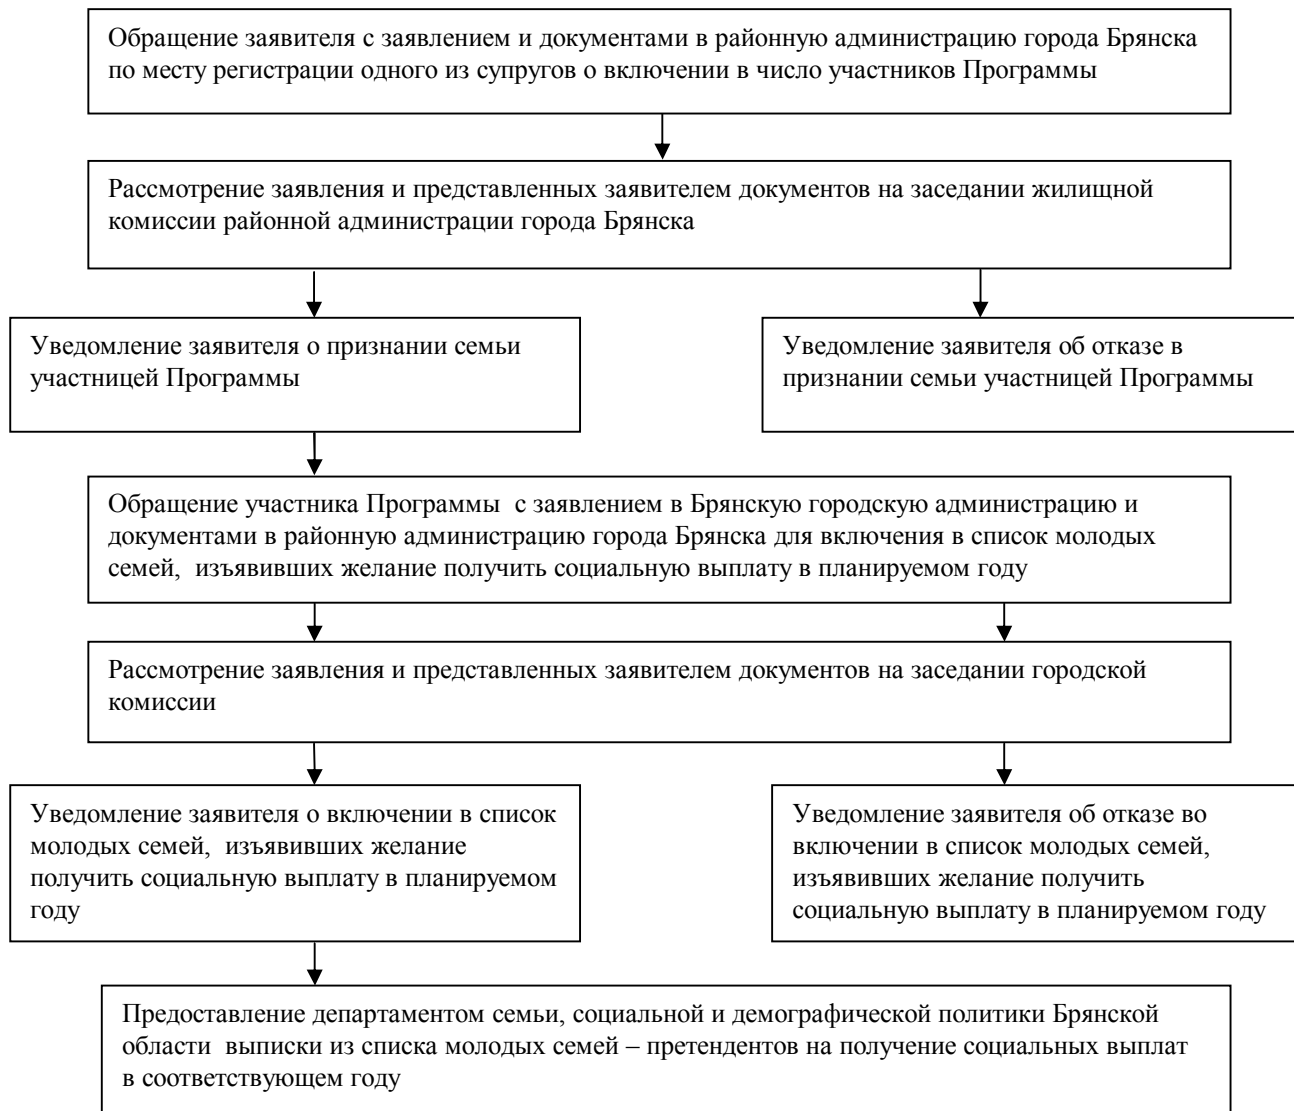 Обращение заявителя с заявлением и документами в районную администрацию города Брянска
по месту регистрации одного из супругов о включении в число участников Программы
Рассмотрение заявления и представленных заявителем документов на заседании жилищной
комиссии районной администрации города Брянска
Уведомление заявителя о признании семьи
участницей Программы
Уведомление заявителя об отказе в
признании семьи участницей Программы
Обращение участника Программы с заявлением в Брянскую городскую администрацию и
документами в районную администрацию города Брянска для включения в список молодых
семей, изъявивших желание получить социальную выплату в планируемом году
Рассмотрение заявления и представленных заявителем документов на заседании городской
комиссии
Уведомление заявителя о включении в список
молодых семей, изъявивших желание
получить социальную выплату в планируемом
году
Уведомление заявителя об отказе во
включении в список молодых семей,
изъявивших желание получить
социальную выплату в планируемом году
Предоставление департаментом семьи, социальной и демографической политики Брянской
области выписки из списка молодых семей – претендентов на получение социальных выплат
в соответствующем году